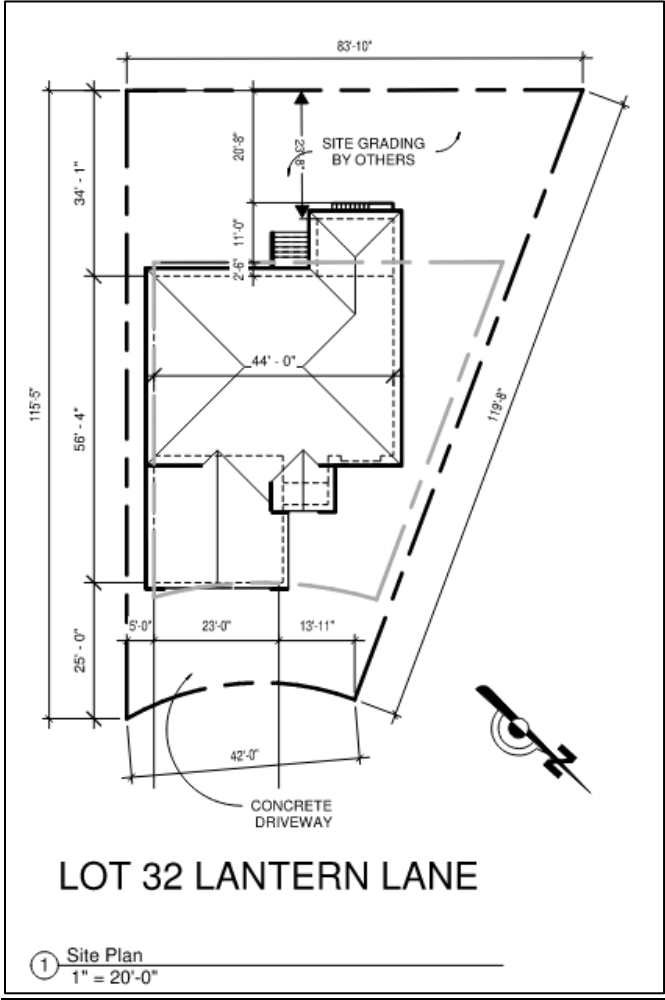 83'-10"
20'-8"
23'-8"
SITE GRADING
BY OTHERS
34' - 1"
11'-0"
2'-6"
44' - 0"
115'-5"
56' - 4"
119'-8"
5'-0"
23'-0"
13'-11"
25' - 0"
42'-0"
N
CONCRETE
DRIVEWAY
LOT 32 LANTERN LANE
1
Site Plan
1" = 20'-0"